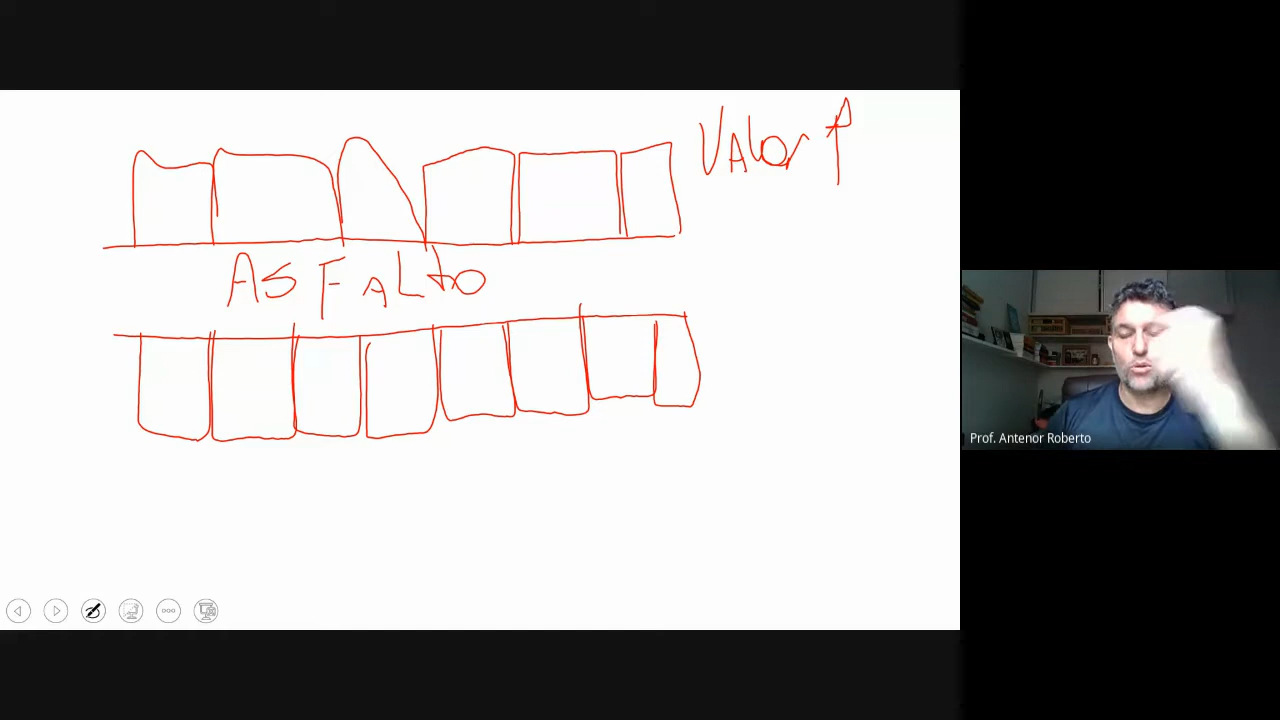 VALor ↑
ASFALto
Prof. Antenor Roberto